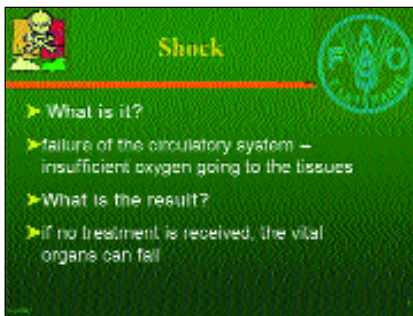 Shock
F A O
What is it?
failure of the circulatory system –
insufficient oxygen going to the tissues
What is the result?
if no treatment is received, the vital
organs can fail